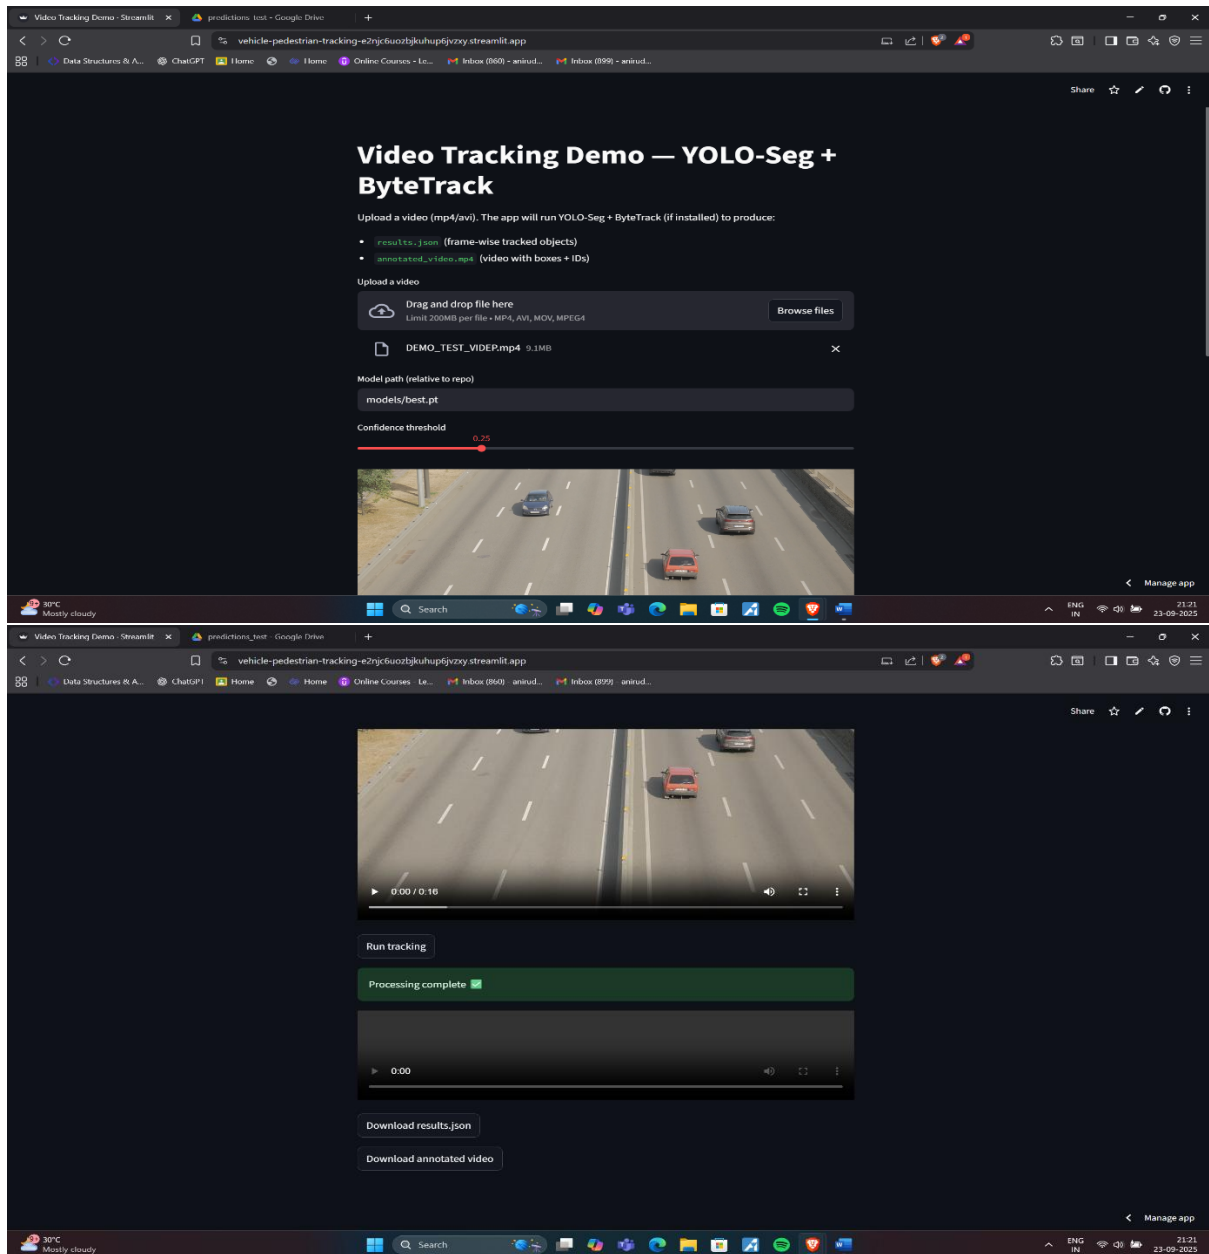 Video Tracking Demo - Streamlit
predictions_test - Google Drive
vehicle-pedestrian-tracking-e2njc6uozbjkuhup6jvzxy.streamlit.app
Data Structures & A...
ChatGPT
Home
Home
Online Courses - Le...
Inbox (860) - anirud...
Inbox (899) - anirud...
Share
Video Tracking Demo — YOLO-Seg +
ByteTrack
Upload a video (mp4/avi). The app will run YOLO-Seg + ByteTrack (if installed) to produce:
• results.json (frame-wise tracked objects)
• annotated_video.mp4 (video with boxes + IDs)
Upload a video
Drag and drop file here
Limit 200MB per file • MP4, AVI, MOV, MPEG4
Browse files
DEMO_TEST_VIDEP.mp4 9.1MB
Model path (relative to repo)
models/best.pt
Confidence threshold
0.25
Manage app
30°C
Mostly cloudy
Search
ENG
IN
21:21
23-09-2025
Video Tracking Demo - Streamlit
predictions_test - Google Drive
vehicle-pedestrian-tracking-e2njc6uozbjkuhup6jvzxy.streamlit.app
Data Structures & A...
ChatGPT
Home
Home
Online Courses - Le...
Inbox (860) - anirud...
Inbox (899) - anirud...
Share
0:00 / 0:16
Run tracking
Processing complete ✅
0:00
Download results.json
Download annotated video
Manage app
30°C
Mostly cloudy
Search
ENG
IN
21:21
23-09-2025